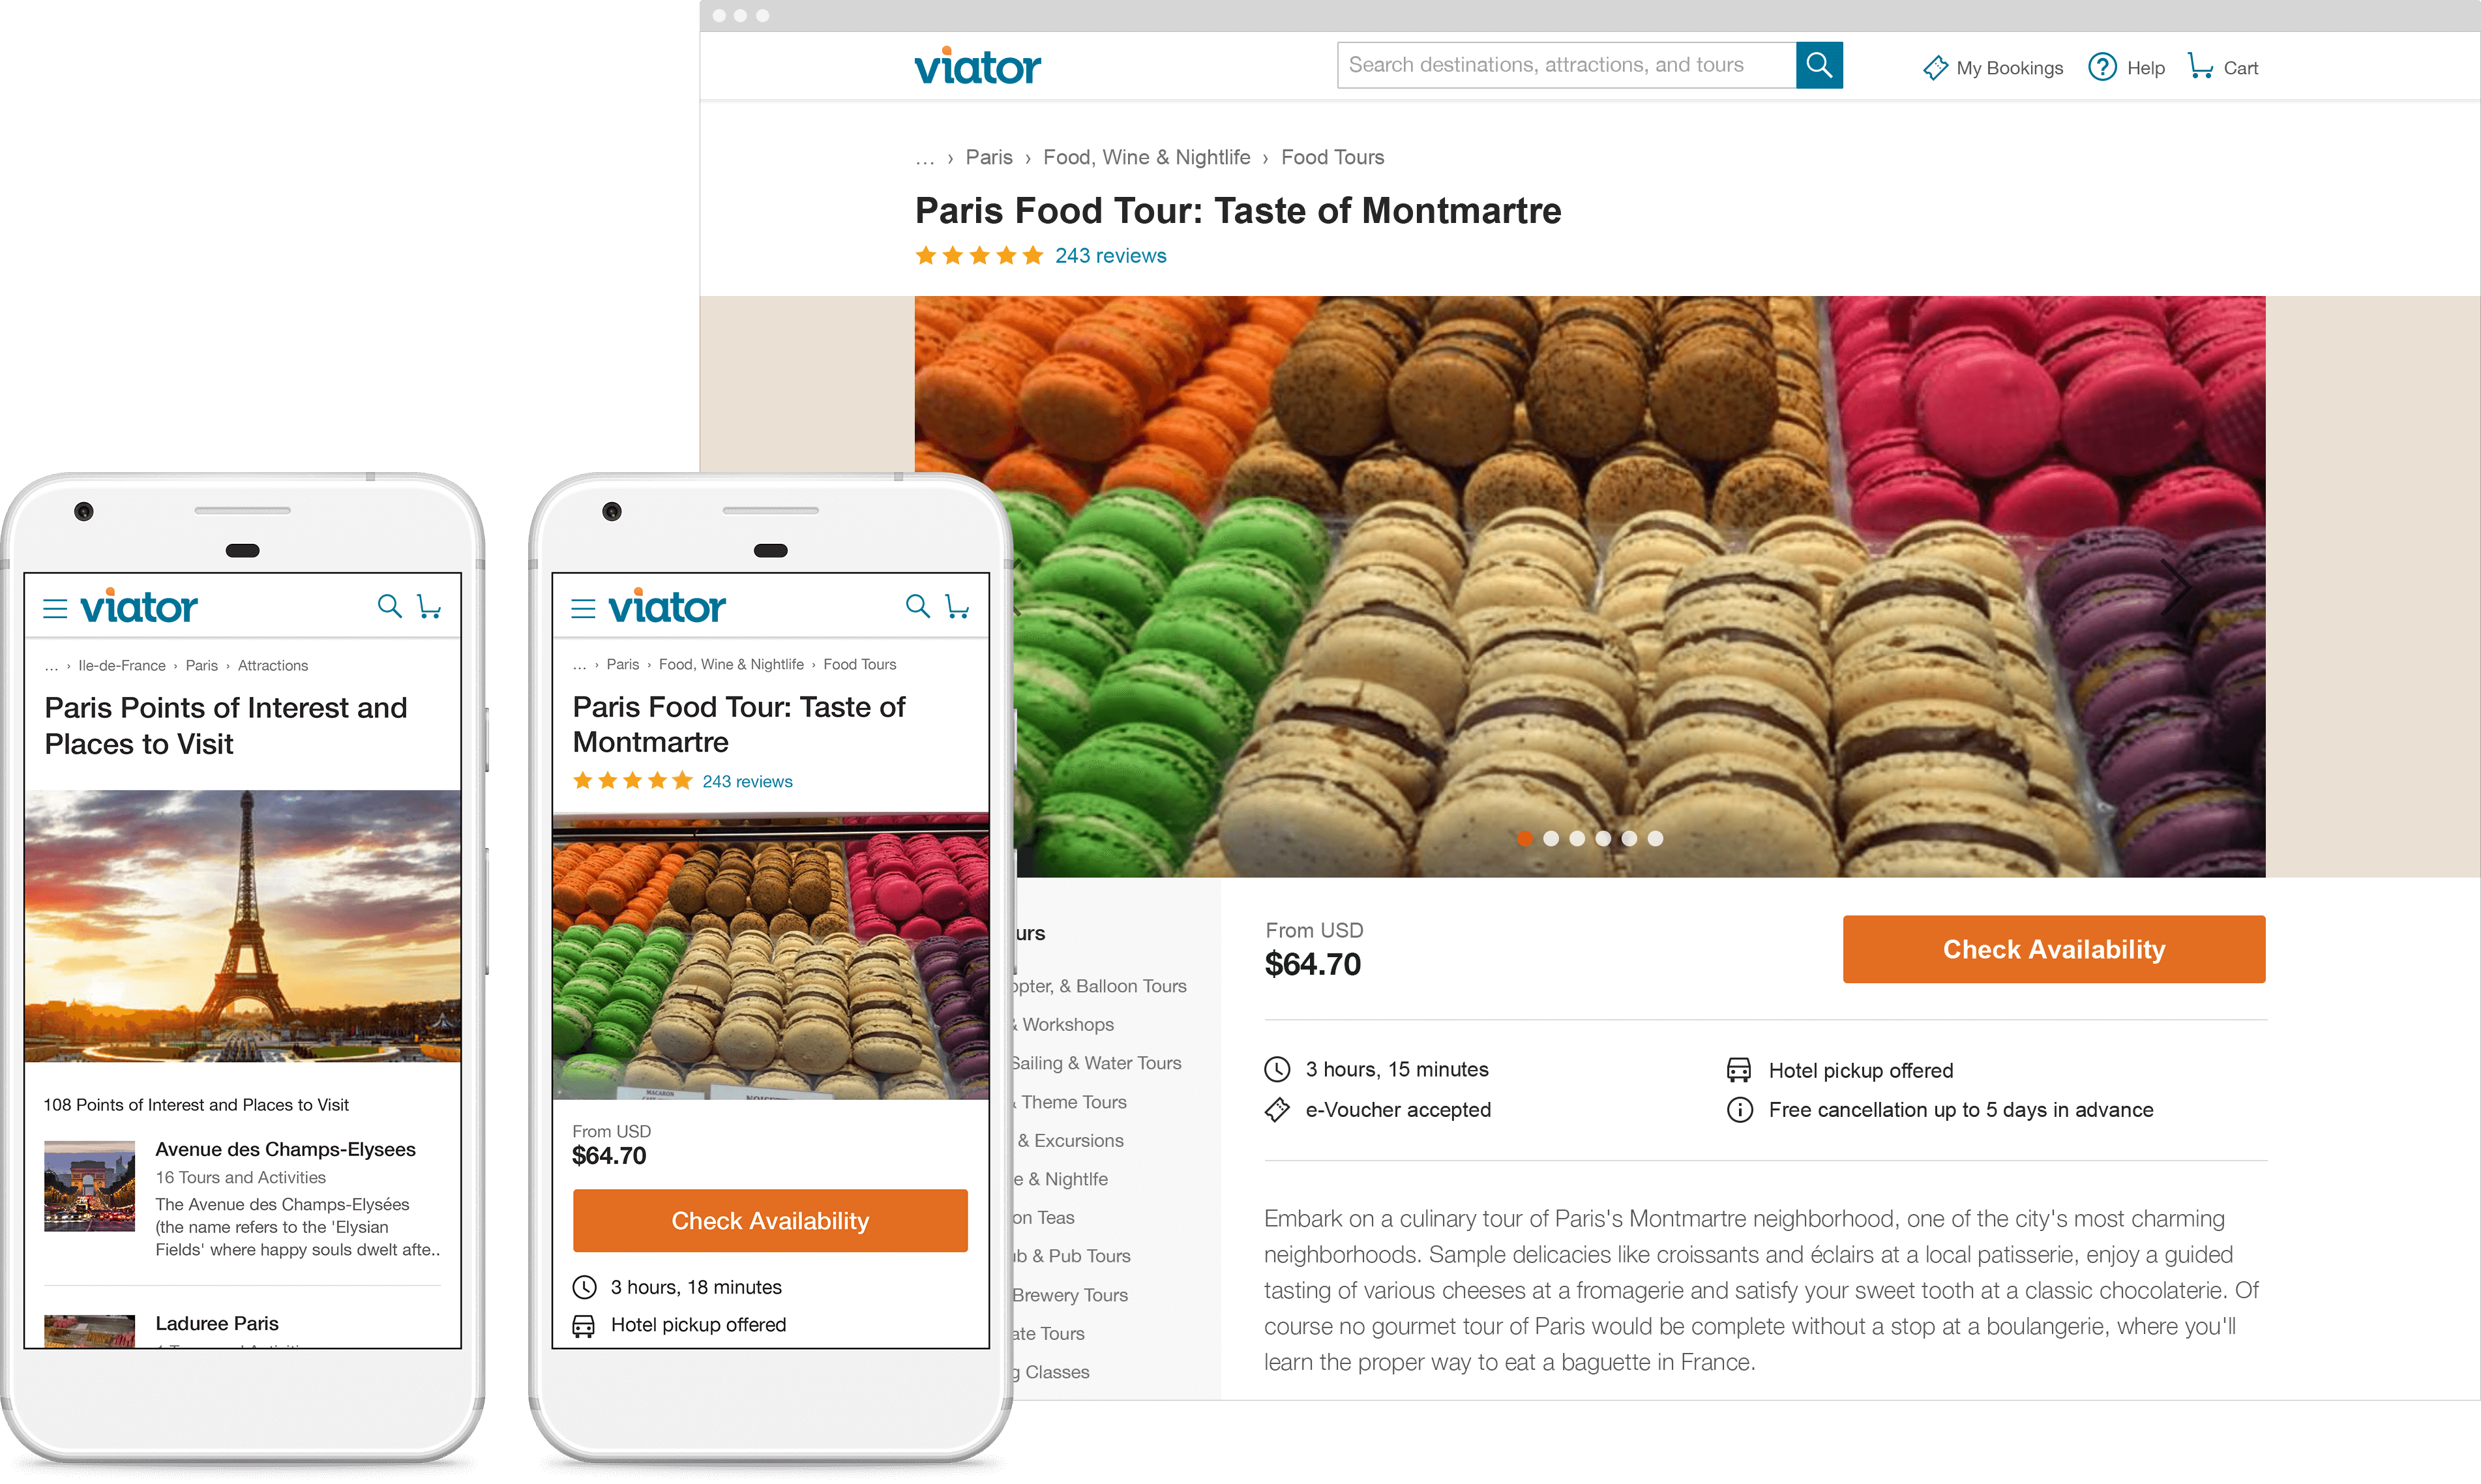 viator
Search destinations, attractions, and tours
My Bookings
Help
Cart
... › Paris › Food, Wine & Nightlife › Food Tours
Paris Food Tour: Taste of Montmartre
243 reviews
& Balloon Tours
Workshops
Sailing & Water Tours
Theme Tours
& Excursions
& Nightlfe
Teas
& Pub Tours
Brewery Tours
Tours
Classes
From USD
$64.70
Check Availability
3 hours, 15 minutes
Hotel pickup offered
e-Voucher accepted
Free cancellation up to 5 days in advance
Embark on a culinary tour of Paris's Montmartre neighborhood, one of the city's most charming
neighborhoods. Sample delicacies like croissants and éclairs at a local patisserie, enjoy a guided
tasting of various cheeses at a fromagerie and satisfy your sweet tooth at a classic chocolaterie. Of
course no gourmet tour of Paris would be complete without a stop at a boulangerie, where you'll
learn the proper way to eat a baguette in France.
viator
... › Ile-de-France › Paris › Attractions
Paris Points of Interest and
Places to Visit
108 Points of Interest and Places to Visit
Avenue des Champs-Elysees
16 Tours and Activities
The Avenue des Champs-Elysées
(the name refers to the 'Elysian
Fields' where happy souls dwelt afte..
Laduree Paris
viator
... › Paris › Food, Wine & Nightlife › Food Tours
Paris Food Tour: Taste of
Montmartre
243 reviews
MACARON
From USD
$64.70
Check Availability
3 hours, 18 minutes
Hotel pickup offered